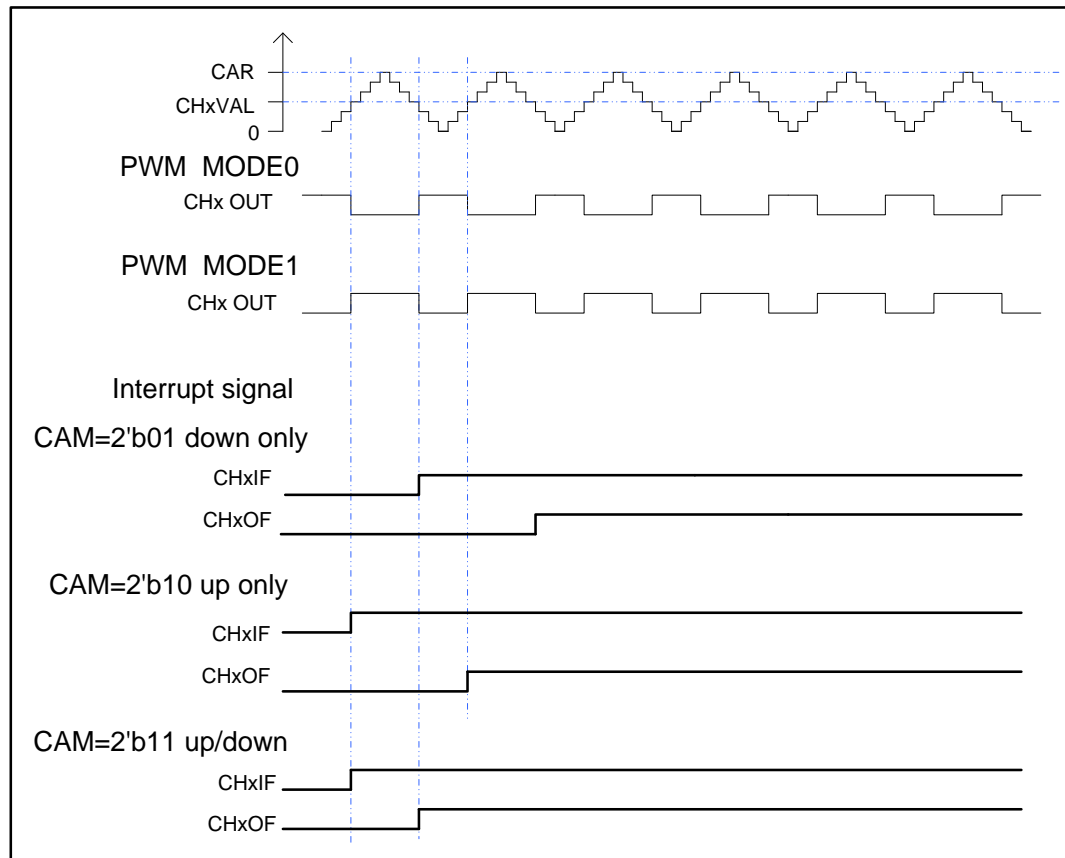 CAR
CHxVAL
0
PWM MODE0
CHx OUT
PWM MODE1
CHx OUT
Interrupt signal
CAM=2'b01 down only
CHxIF
CHxOF
CAM=2'b10 up only
CHxIF
CHxOF
CAM=2'b11 up/down
CHxIF
CHxOF